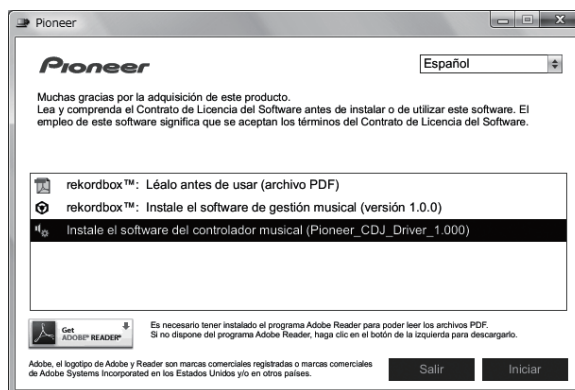 Pioneer
Pioneer
Español
Muchas gracias por la adquisición de este producto.
Lea y comprenda el Contrato de Licencia del Software antes de instalar o de utilizar este software. El
empleo de este software significa que se aceptan los términos del Contrato de Licencia del Software.
rekordbox™: Léalo antes de usar (archivo PDF)
rekordbox™: Instale el software de gestión musical (versión 1.0.0)
Instale el software del controlador musical (Pioneer_CDJ_Driver_1.000)
Get
ADOBE® READER®
Es necesario tener instalado el programa Adobe Reader para poder leer los archivos PDF.
Si no dispone del programa Adobe Reader, haga clic en el botón de la izquierda para descargarlo.
Adobe, el logotipo de Adobe y Reader son marcas comerciales registradas o marcas comerciales
de Adobe Systems Incorporated en los Estados Unidos y/o en otros países.
Salir
Iniciar